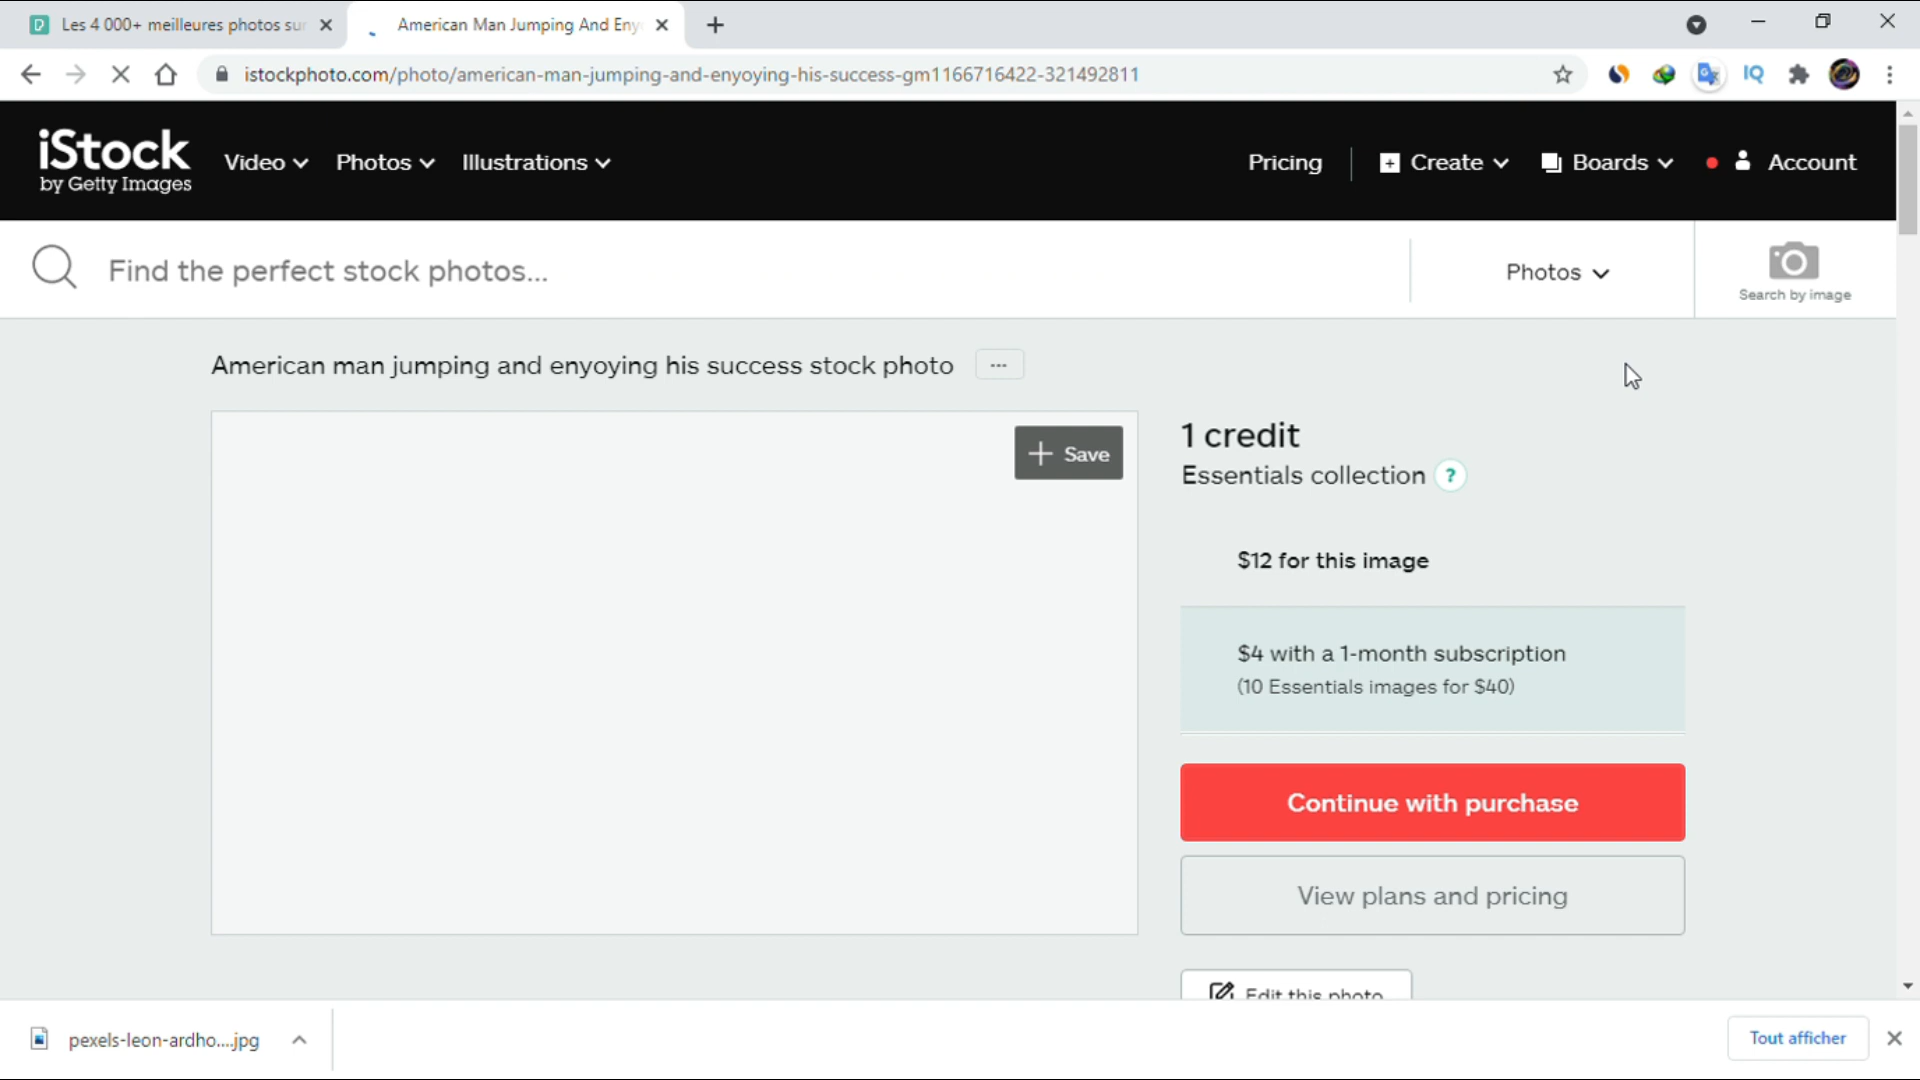 Les 4 000+ meilleures photos sur
American Man Jumping And Eny
istockphoto.com/photo/american-man-jumping-and-enyoying-his-success-gm1166716422-321492811
IQ
iStock
by Getty Images
Video
Photos
Illustrations
Pricing
Create
Boards
Account
Find the perfect stock photos...
Photos
Search by image
American man jumping and enyoying his success stock photo
...
+ Save
1 credit
Essentials collection ?
$12 for this image
$4 with a 1-month subscription
(10 Essentials images for $40)
Continue with purchase
View plans and pricing
Edit this photo
pexels-leon-ardho....jpg
Tout afficher